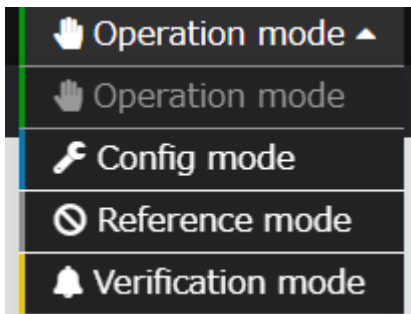 Operation mode
Operation mode
Config mode
Reference mode
Verification mode